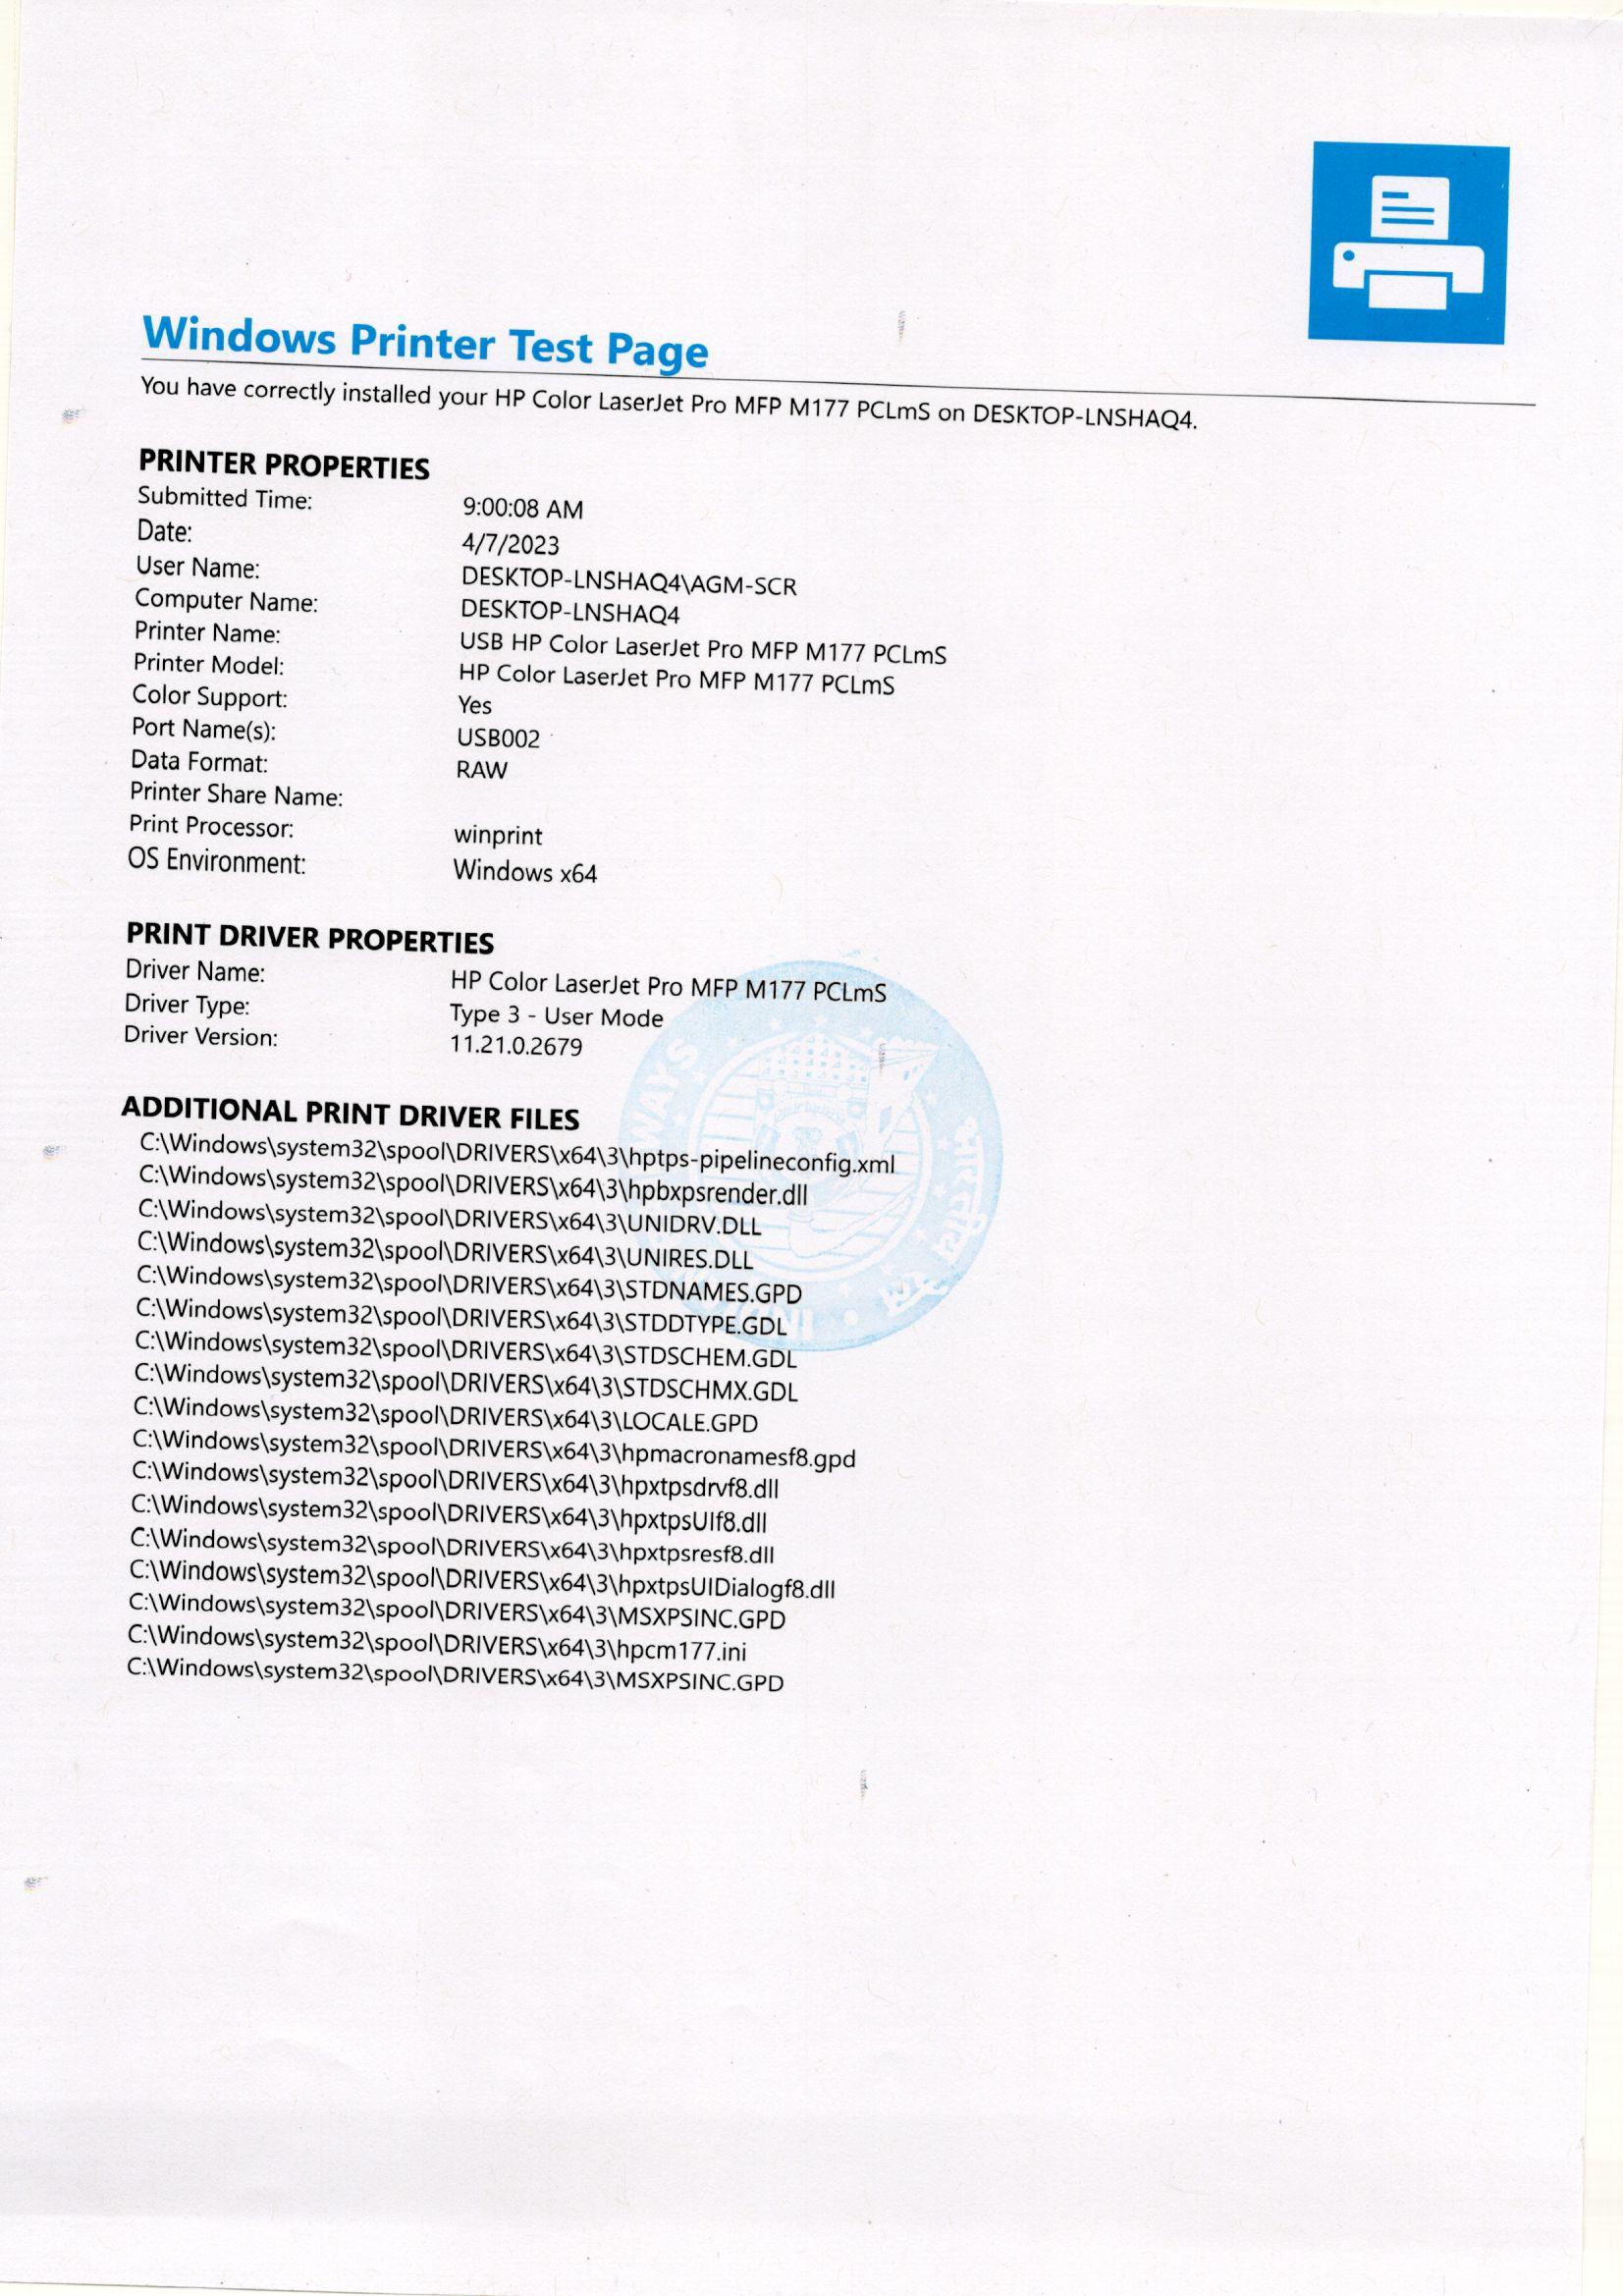 Windows Printer Test Page
You have correctly installed your HP Color LaserJet Pro MFP M177 PCLmS on DESKTOP-LNSHAQ4.
PRINTER PROPERTIES
Submitted Time: 9:00:08 AM
Date: 4/7/2023
User Name: DESKTOP-LNSHAQ4\AGM-SCR
Computer Name: DESKTOP-LNSHAQ4
Printer Name: USB HP Color LaserJet Pro MFP M177 PCLmS
Printer Model: HP Color LaserJet Pro MFP M177 PCLmS
Color Support: Yes
Port Name(s): USB002
Data Format: RAW
Printer Share Name:
Print Processor: winprint
OS Environment: Windows x64
PRINT DRIVER PROPERTIES
Driver Name: HP Color LaserJet Pro MFP M177 PCLmS
Driver Type: Type 3 - User Mode
Driver Version: 11.21.0.2679
ADDITIONAL PRINT DRIVER FILES
C:\Windows\system32\spool\DRIVERS\x64\3\hptps-pipelineconfig.xml
C:\Windows\system32\spool\DRIVERS\x64\3\hpbxpsrender.dll
C:\Windows\system32\spool\DRIVERS\x64\3\UNIDRV.DLL
C:\Windows\system32\spool\DRIVERS\x64\3\UNIRES.DLL
C:\Windows\system32\spool\DRIVERS\x64\3\STDNAMES.GPD
C:\Windows\system32\spool\DRIVERS\x64\3\STDDTYPE.GDL
C:\Windows\system32\spool\DRIVERS\x64\3\STDSCHEM.GDL
C:\Windows\system32\spool\DRIVERS\x64\3\STDSCHMX.GDL
C:\Windows\system32\spool\DRIVERS\x64\3\LOCALE.GPD
C:\Windows\system32\spool\DRIVERS\x64\3\hpmacronamesf8.gpd
C:\Windows\system32\spool\DRIVERS\x64\3\hpxtpsdrvf8.dll
C:\Windows\system32\spool\DRIVERS\x64\3\hpxtpsUIf8.dll
C:\Windows\system32\spool\DRIVERS\x64\3\hpxtpsresf8.dll
C:\Windows\system32\spool\DRIVERS\x64\3\hpxtpsUIDialogf8.dll
C:\Windows\system32\spool\DRIVERS\x64\3\MSXPSINC.GPD
C:\Windows\system32\spool\DRIVERS\x64\3\hpcm177.ini
C:\Windows\system32\spool\DRIVERS\x64\3\MSXPSINC.GPD